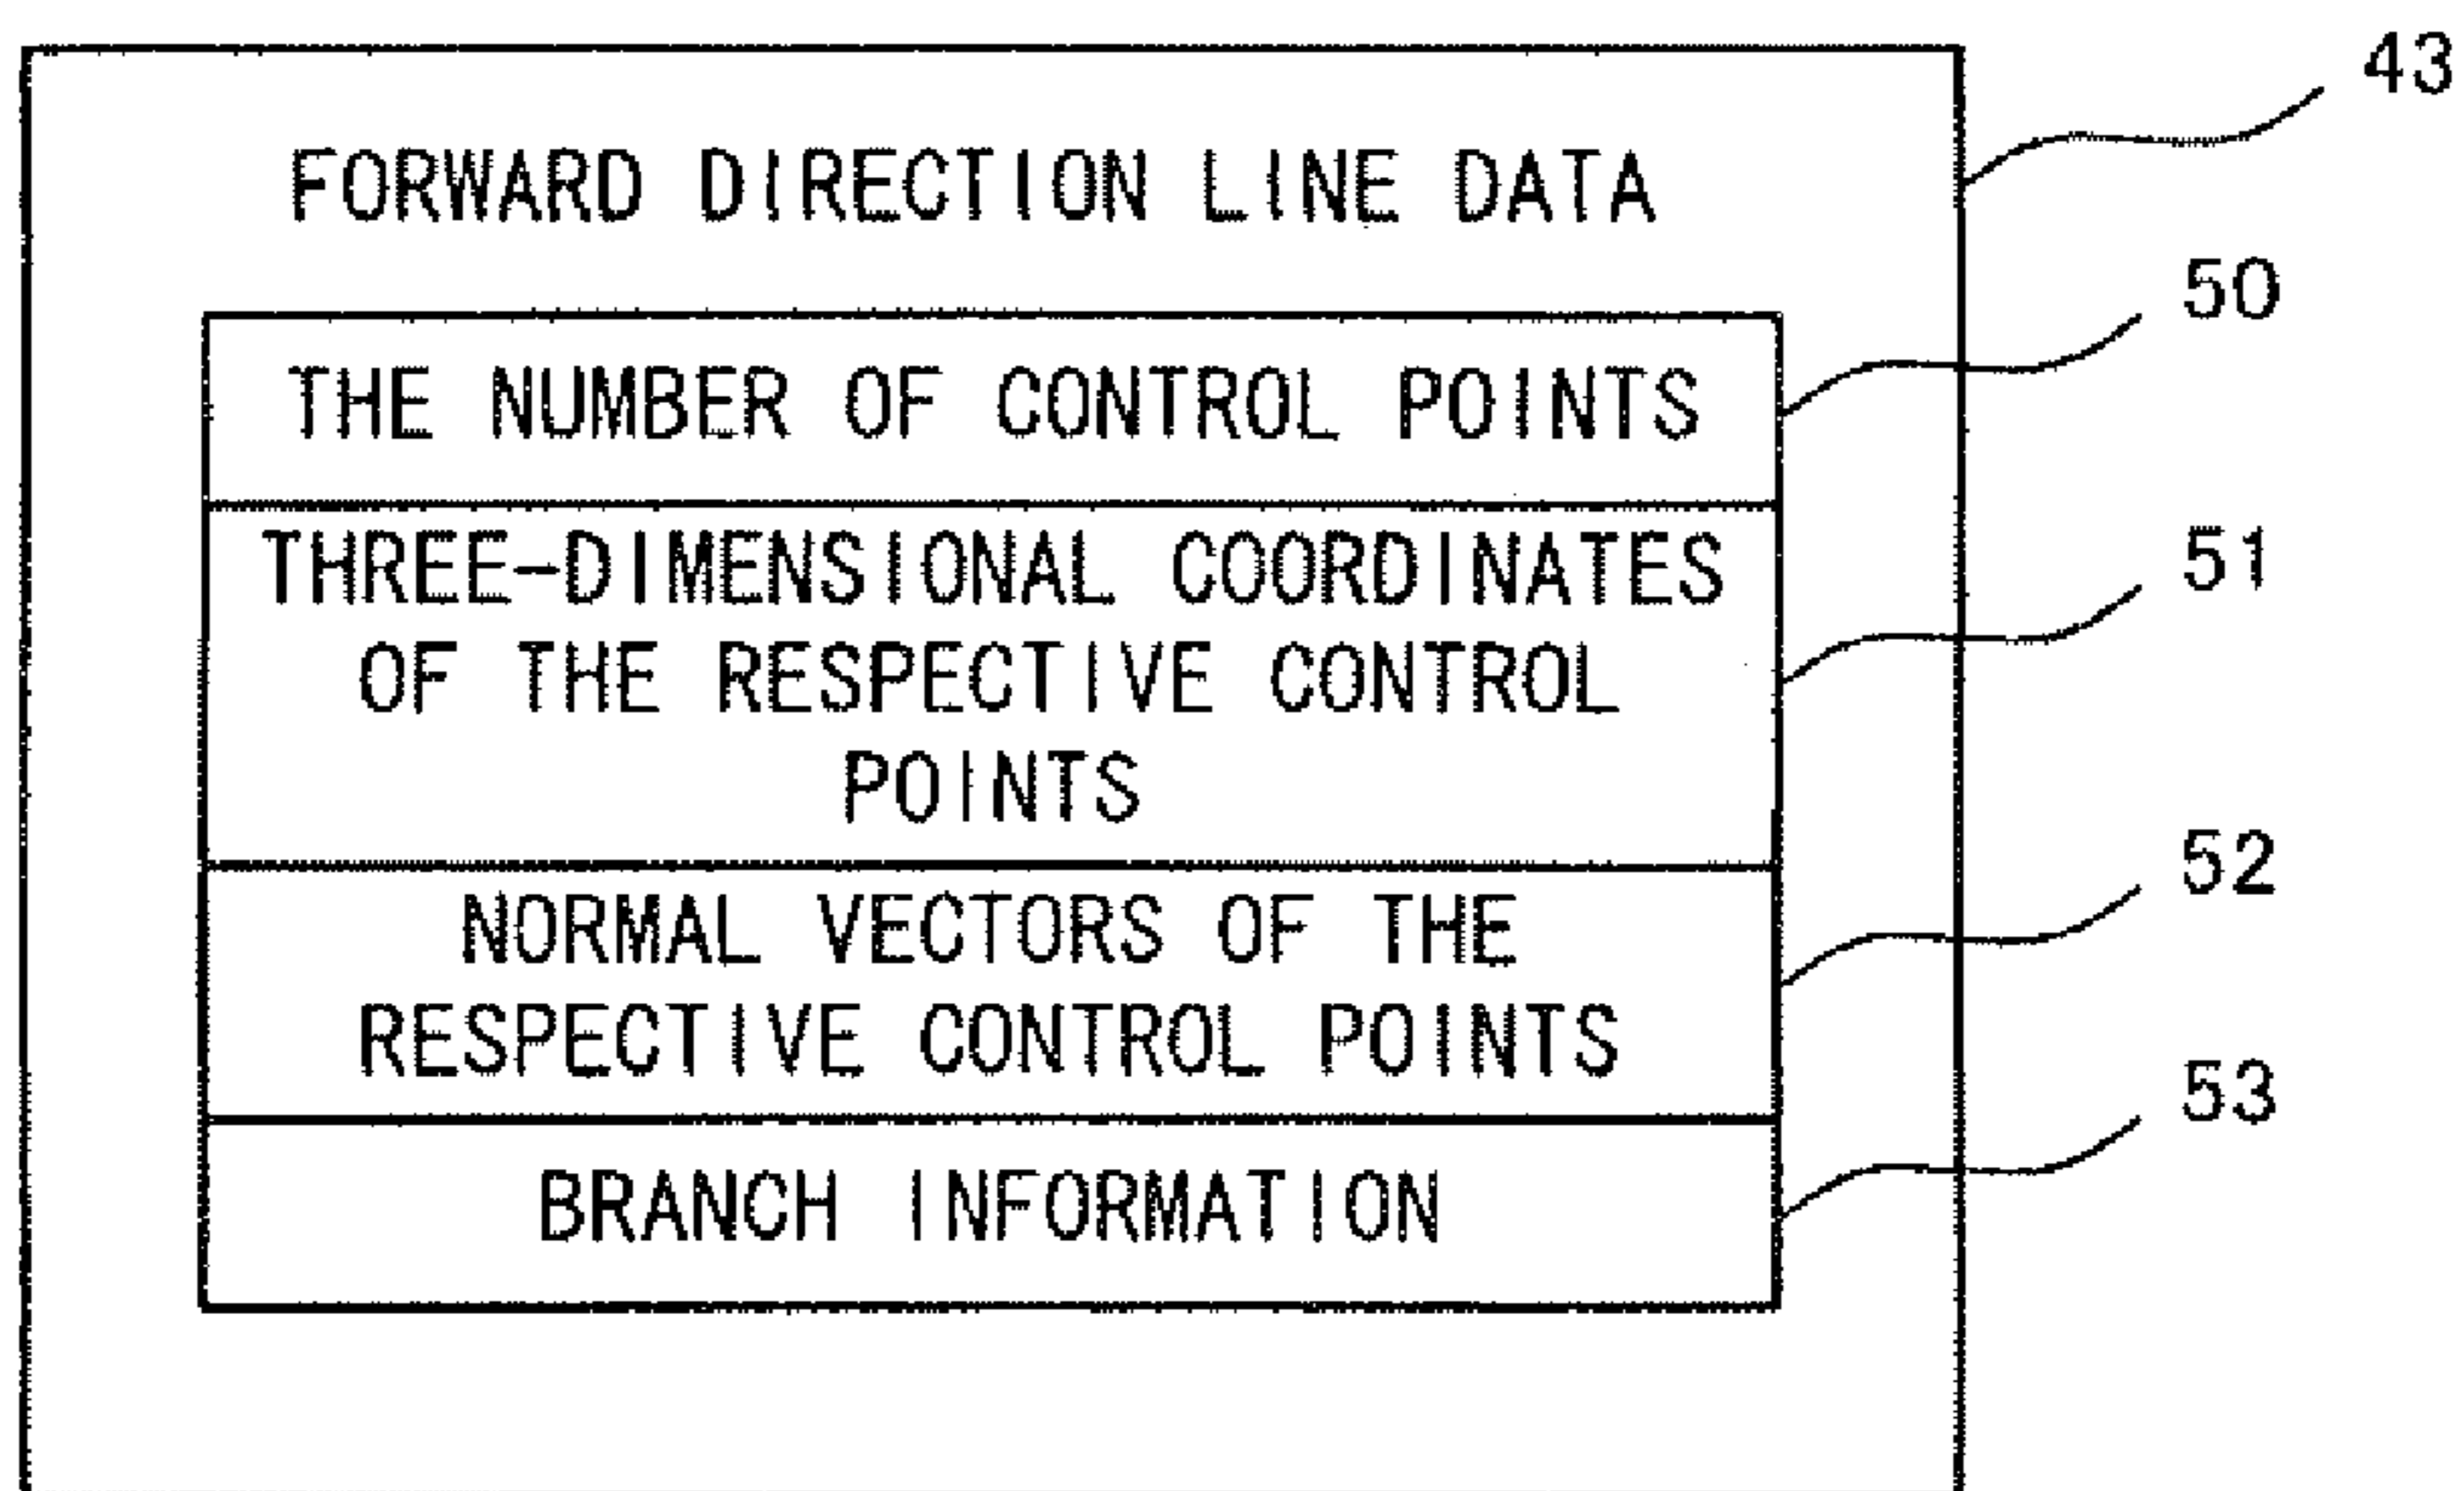 43
FORWARD DIRECTION LINE DATA
50
THE NUMBER OF CONTROL POINTS
THREE-DIMENSIONAL COORDINATES
51
OF THE RESPECTIVE CONTROL
POINTS
52
NORMAL VECTORS OF THE
RESPECTIVE CONTROL POINTS
53
BRANCH INFORMATION